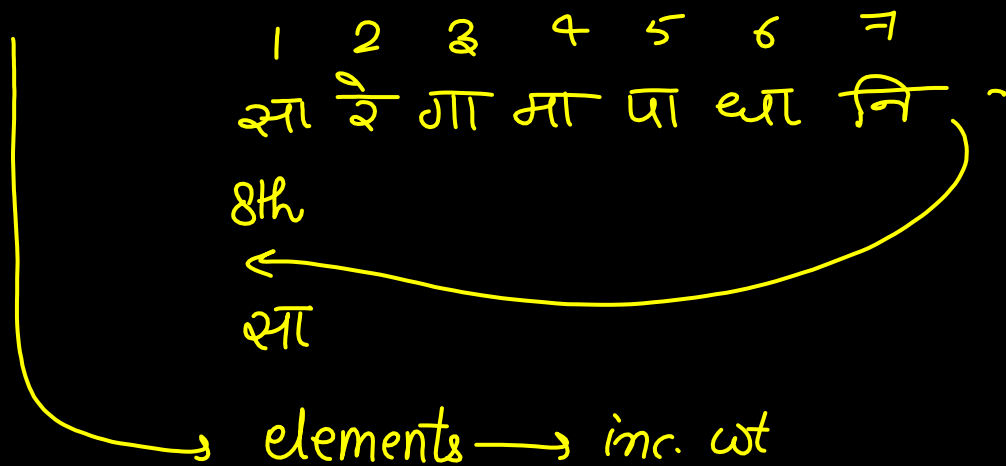 1 2 3 4 5 6 7
सा रे गा मा पा धा नि
8th
सा
elements → inc. wt